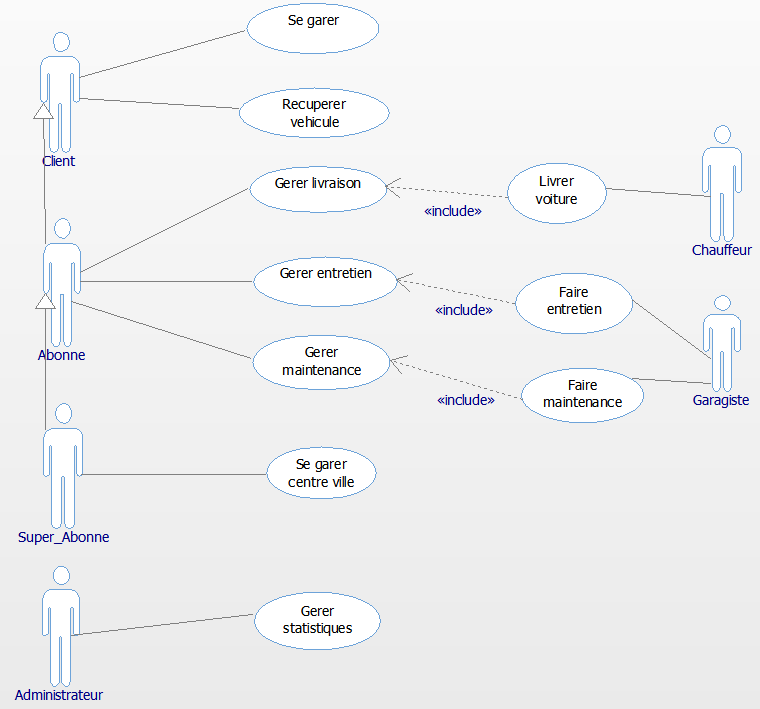 Se garer
Recuperer
vehicule
Client
Gerer livraison
Livrer
voiture
«include»
Chauffeur
Gerer entretien
Faire
entretien
«include»
Abonne
Gerer
maintenance
Faire
maintenance
«include»
Garagiste
Se garer
centre ville
Super_Abonne
Gerer
statistiques
Administrateur